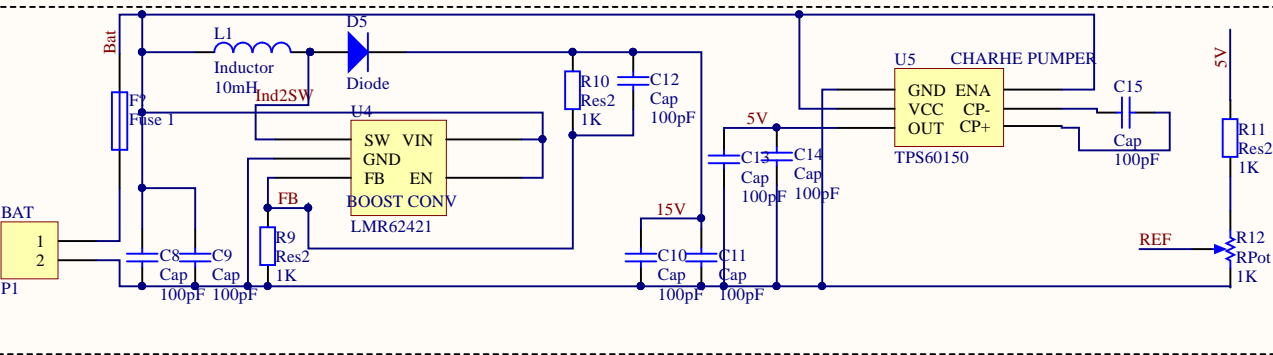 Bat
F?
Fuse 1
BAT
1
2
P1
L1
Inductor
10mH
Ind2SW
D5
Diode
U4
SW VIN
GND
FB EN
BOOST CONV
LMR62421
FB
R9
Res2
1K
C8
Cap
100pF
C9
Cap
100pF
R10
Res2
1K
C12
Cap
100pF
15V
C10
Cap
100pF
C11
Cap
100pF
5V
C13
Cap
100pF
C14
Cap
100pF
U5
CHARHE PUMPER
GND ENA
VCC CP-
OUT CP+
TPS60150
C15
Cap
100pF
5V
R11
Res2
1K
REF
R12
RPot
1K